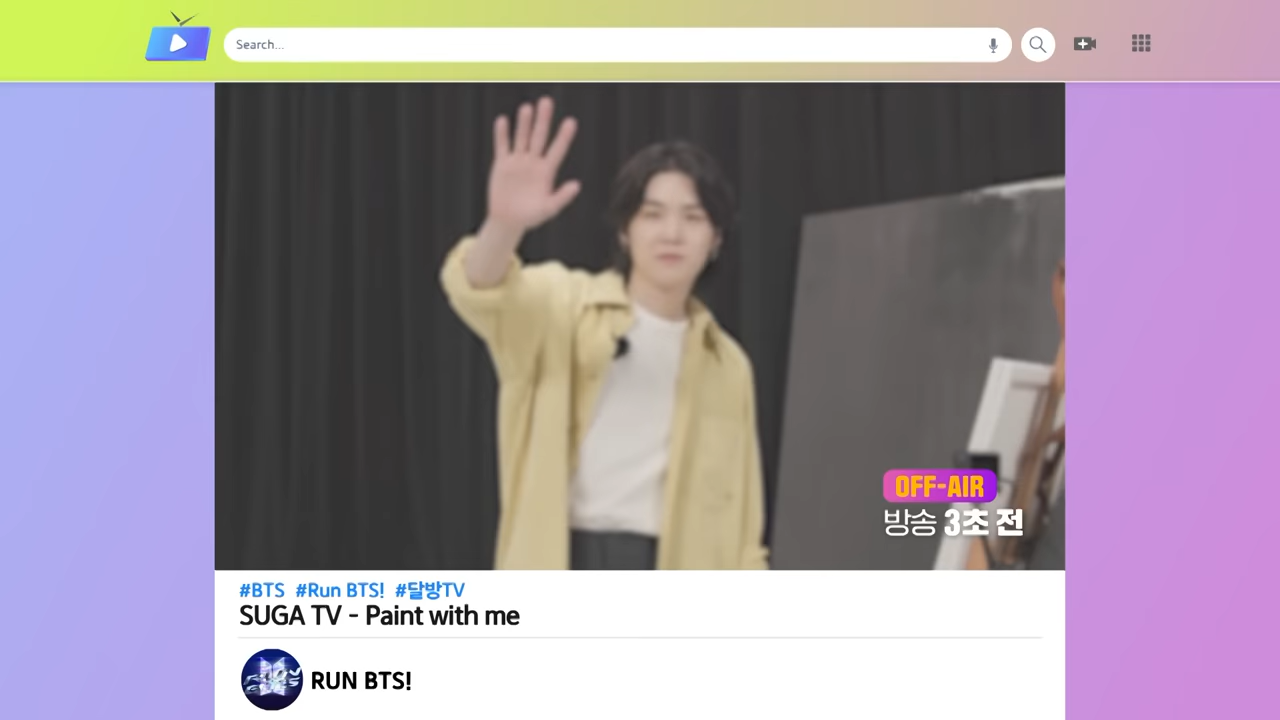 Search...
OFF-AIR
방송 3초 전
#BTS #Run BTS! #달방TV
SUGA TV - Paint with me
RUN BTS!